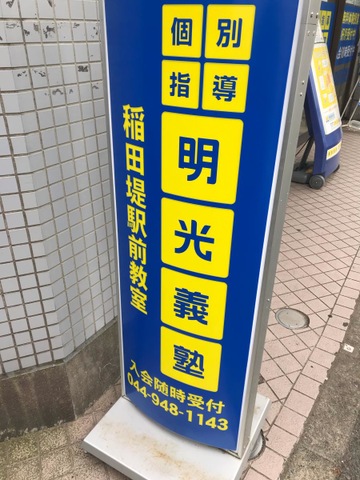 個別
指導
明光義塾
稲田堤駅前教室
入会随時受付
044-948-1143